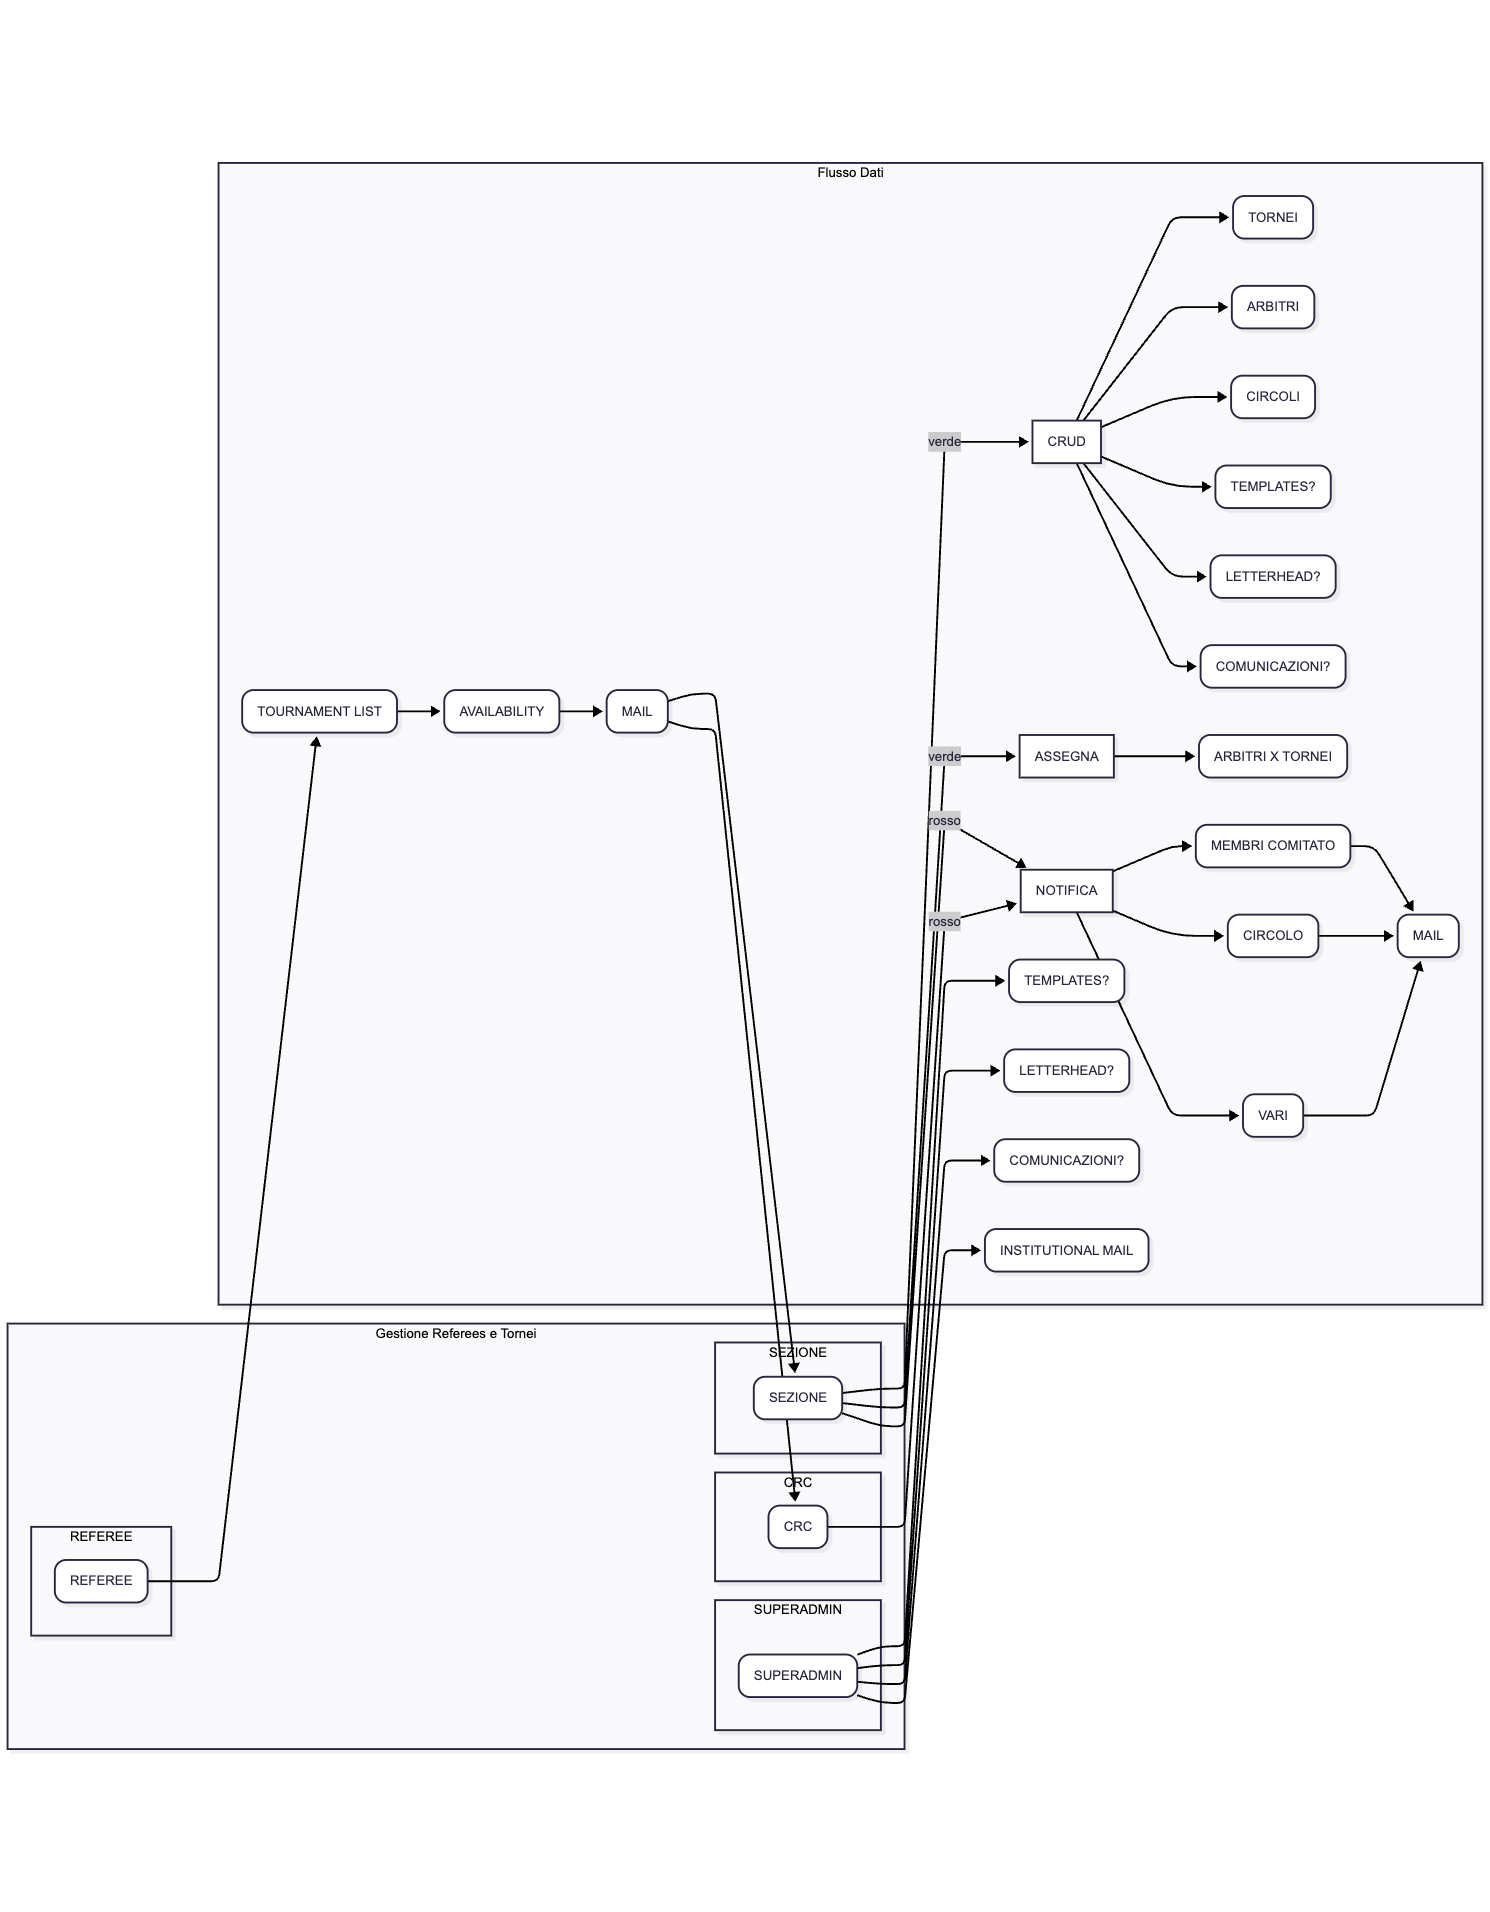 Flusso Dati
TORNEI
ARBITRI
CIRCOLI
verde
CRUD
TEMPLATES?
LETTERHEAD?
COMUNICAZIONI?
TOURNAMENT LIST
AVAILABILITY
MAIL
verde
ASSEGNA
ARBITRI X TORNEI
rosso
MEMBRI COMITATO
NOTIFICA
rosso
CIRCOLO
MAIL
TEMPLATES?
LETTERHEAD?
VARI
COMUNICAZIONI?
INSTITUTIONAL MAIL
Gestione Referees e Tornei
SEZIONE
SEZIONE
CRC
CRC
REFEREE
REFEREE
SUPERADMIN
SUPERADMIN